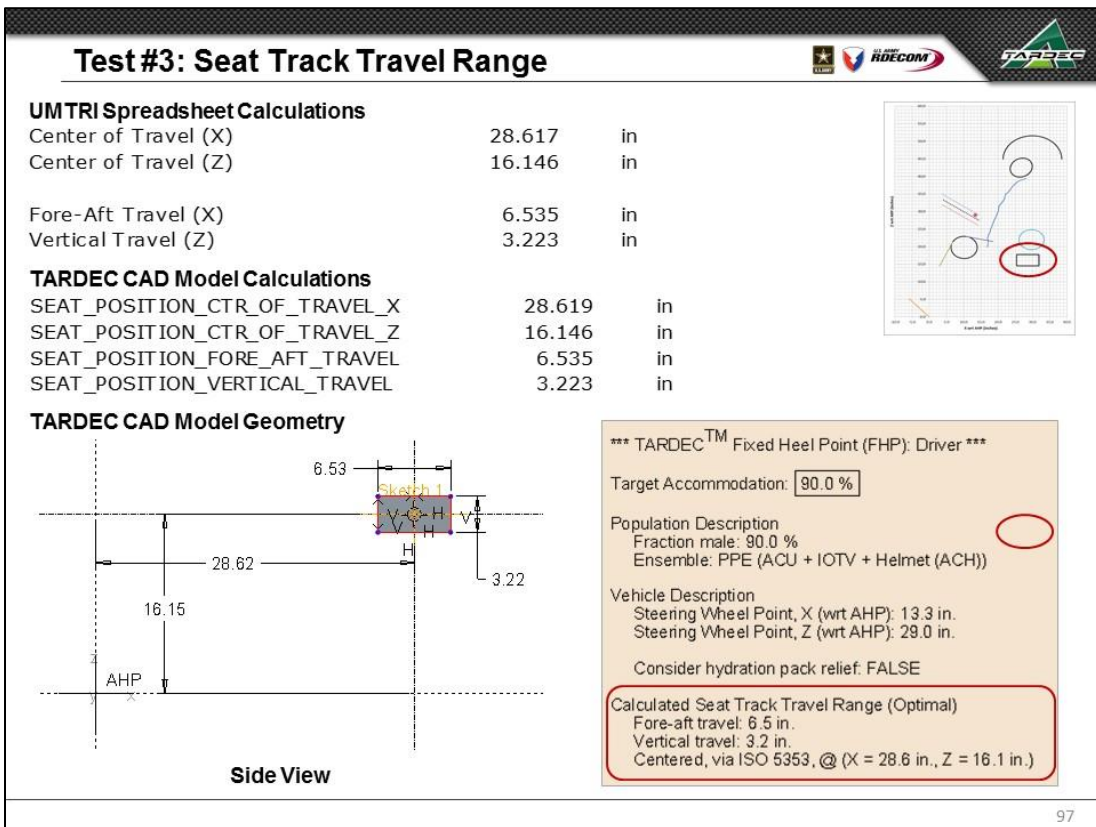 Test #3: Seat Track Travel Range
U.S. ARMY
RDECOM
TARDEC
UMTRI Spreadsheet Calculations
Center of Travel (X) 28.617 in
Center of Travel (Z) 16.146 in
Fore-Aft Travel (X) 6.535 in
Vertical Travel (Z) 3.223 in
TARDEC CAD Model Calculations
SEAT_POSITION_CTR_OF_TRAVEL_X 28.619 in
SEAT_POSITION_CTR_OF_TRAVEL_Z 16.146 in
SEAT_POSITION_FORE_AFT_TRAVEL 6.535 in
SEAT_POSITION_VERTICAL_TRAVEL 3.223 in
TARDEC CAD Model Geometry
6.53
Sketch 1
V H V
V H
H
28.62
3.22
16.15
Z
AHP
Y X
Side View
*** TARDEC™ Fixed Heel Point (FHP): Driver ***
Target Accommodation: 90.0 %
Population Description
Fraction male: 90.0 %
Ensemble: PPE (ACU + IOTV + Helmet (ACH))
Vehicle Description
Steering Wheel Point, X (wrt AHP): 13.3 in.
Steering Wheel Point, Z (wrt AHP): 29.0 in.
Consider hydration pack relief: FALSE
Calculated Seat Track Travel Range (Optimal)
Fore-aft travel: 6.5 in.
Vertical travel: 3.2 in.
Centered, via ISO 5353, @ (X = 28.6 in., Z = 16.1 in.)
97